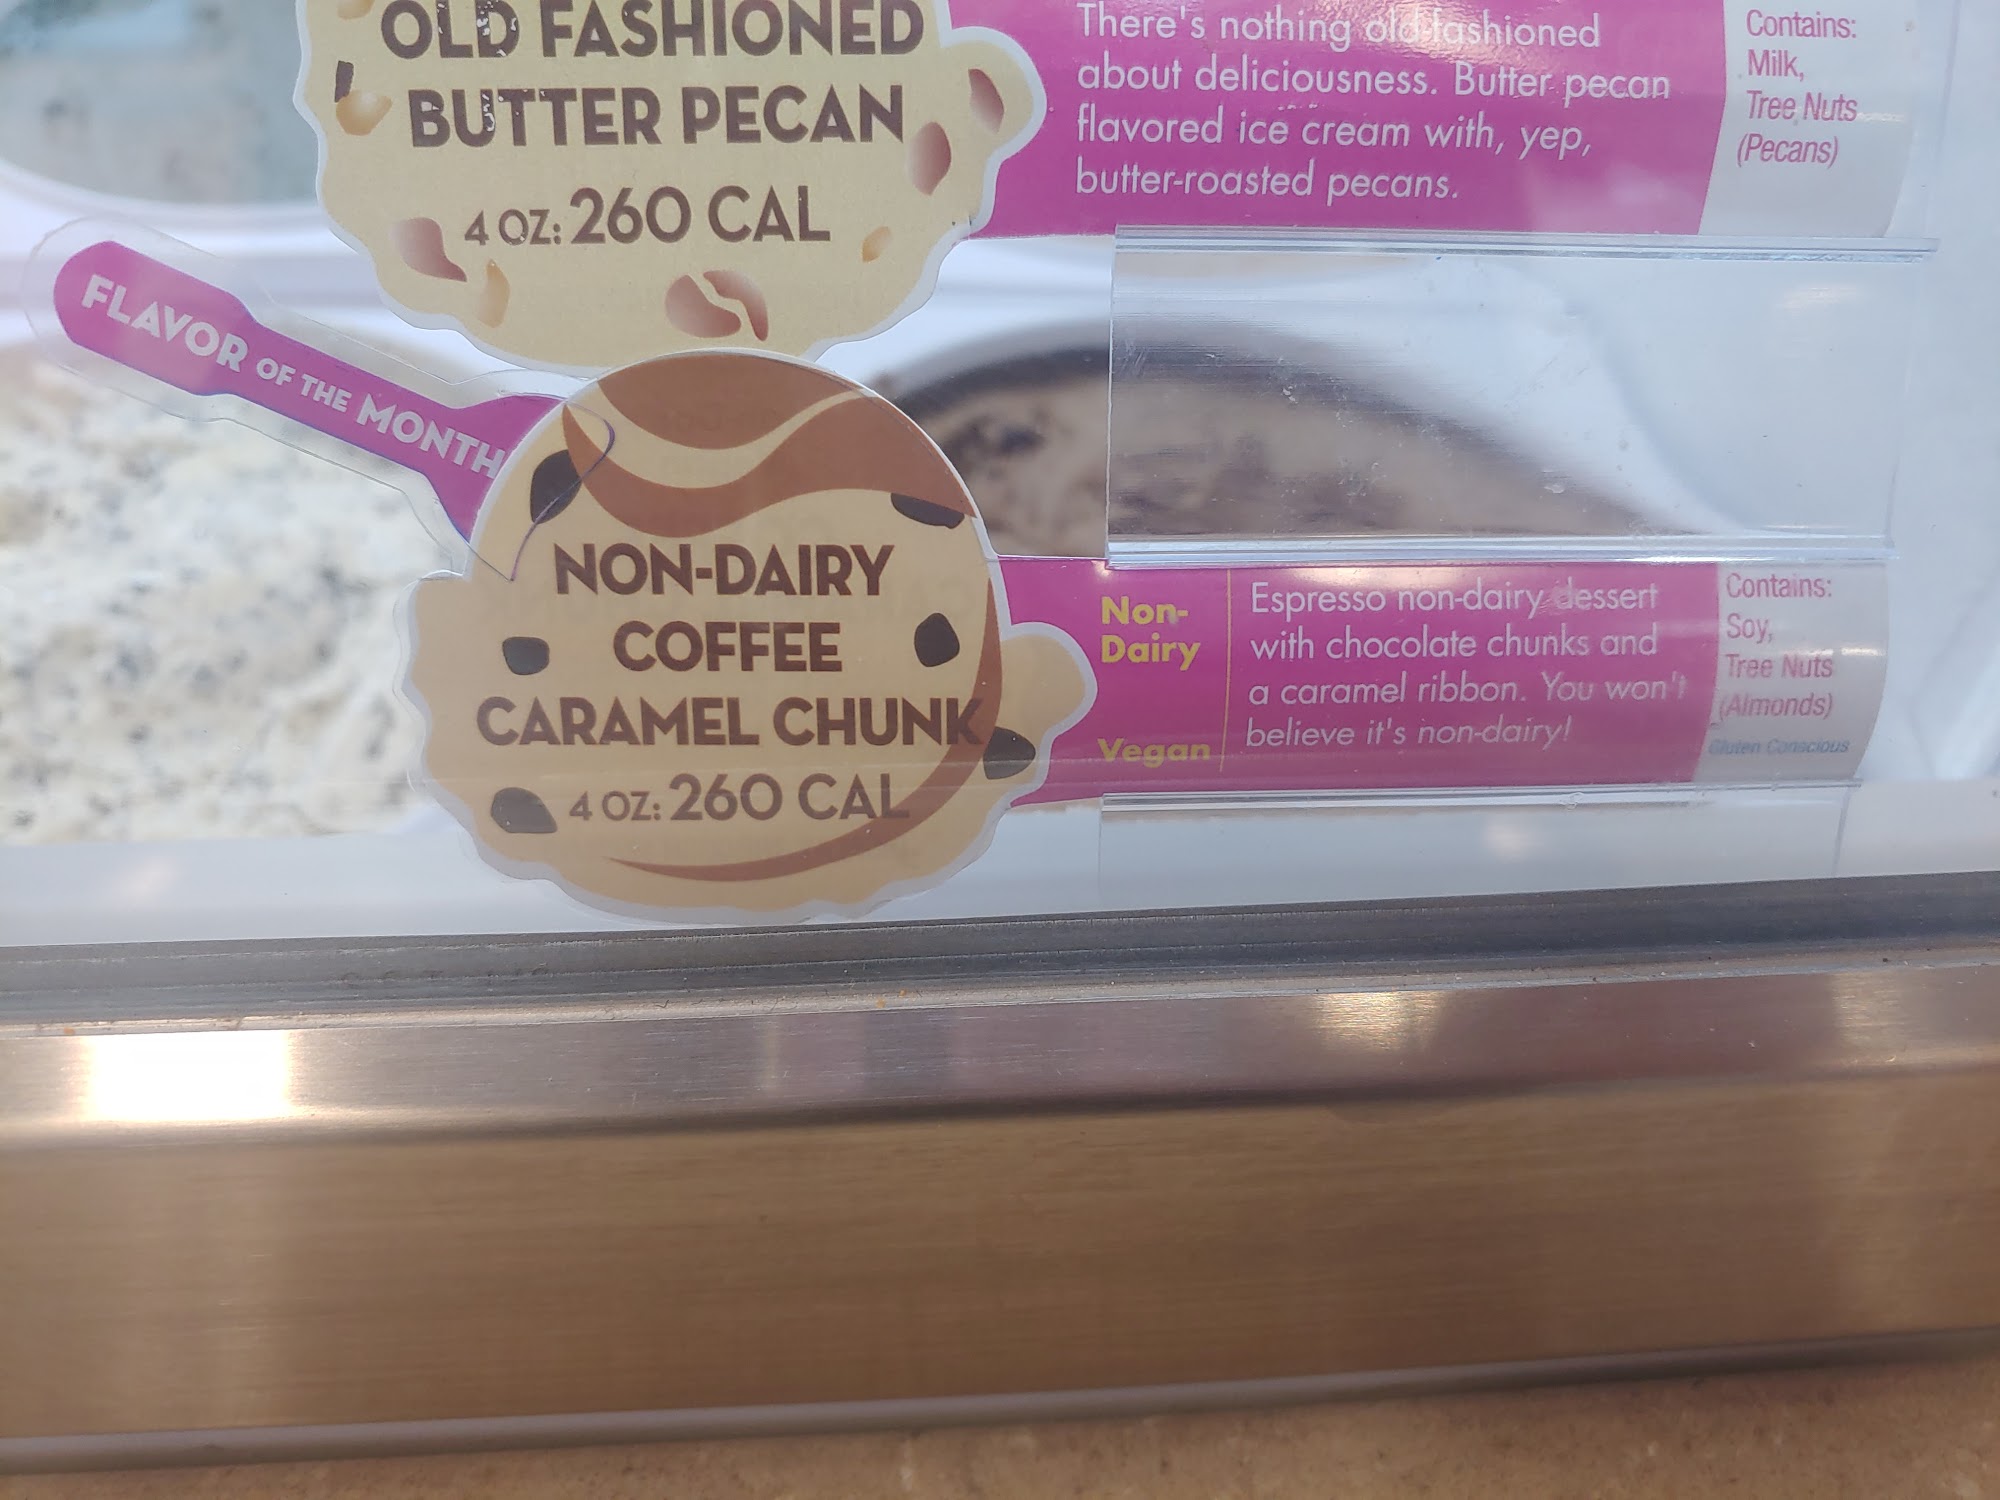 OLD FASHIONED
BUTTER PECAN
4 OZ: 260 CAL
There's nothing old-fashioned
about deliciousness. Butter pecan
flavored ice cream with, yep,
butter-roasted pecans.
Contains:
Milk,
Tree Nuts
(Pecans)
FLAVOR OF THE MONTH
NON-DAIRY
COFFEE
CARAMEL CHUNK
4 OZ: 260 CAL
Non-
Dairy
Vegan
Espresso non-dairy dessert
with chocolate chunks and
a caramel ribbon. You won't
believe it's non-dairy!
Contains:
Soy,
Tree Nuts
(Almonds)
Gluten Conscious